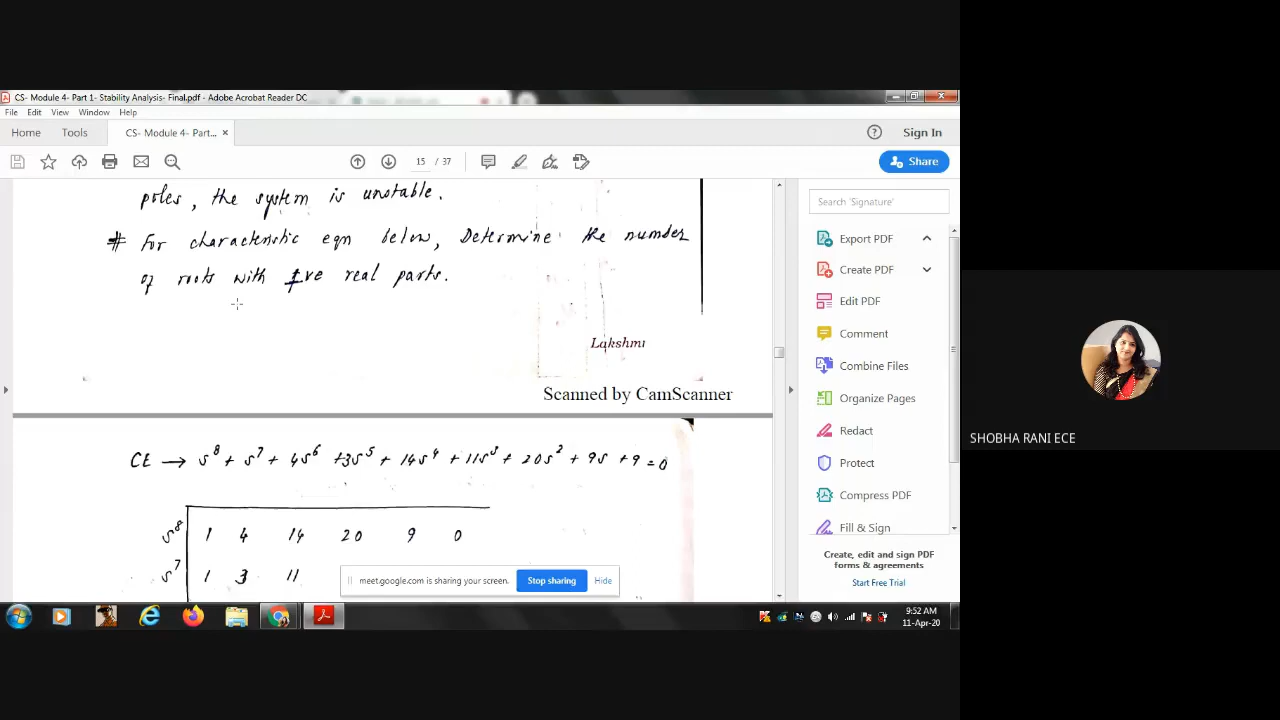 CS- Module 4- Part 1- Stability Analysis- Final.pdf - Adobe Acrobat Reader DC
File Edit View Window Help
Home Tools CS- Module 4- Part... × Sign In
15 / 37 Share
poles, the system is unstable.
# For characteristic eqn below, Determine the number
of roots with +ve real parts.
Lakshmi
Scanned by CamScanner
CE → s⁸ + s⁷ + 4s⁶ + 3s⁵ + 14s⁴ + 11s³ + 20s² + 9s + 9 = 0
s⁸ 1 4 14 20 9 0
s⁷ 1 3 11
meet.google.com is sharing your screen. Stop sharing Hide
Search 'Signature'
Export PDF
Create PDF
Edit PDF
Comment
Combine Files
Organize Pages
Redact
Protect
Compress PDF
Fill & Sign
Create, edit and sign PDF
forms & agreements
Start Free Trial
9:52 AM
11-Apr-20
SHOBHA RANI ECE